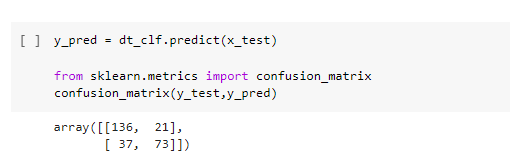 [ ] y_pred = dt_clf.predict(x_test)
from sklearn.metrics import confusion_matrix
confusion_matrix(y_test,y_pred)
array([[136,  21],
       [ 37,  73]])